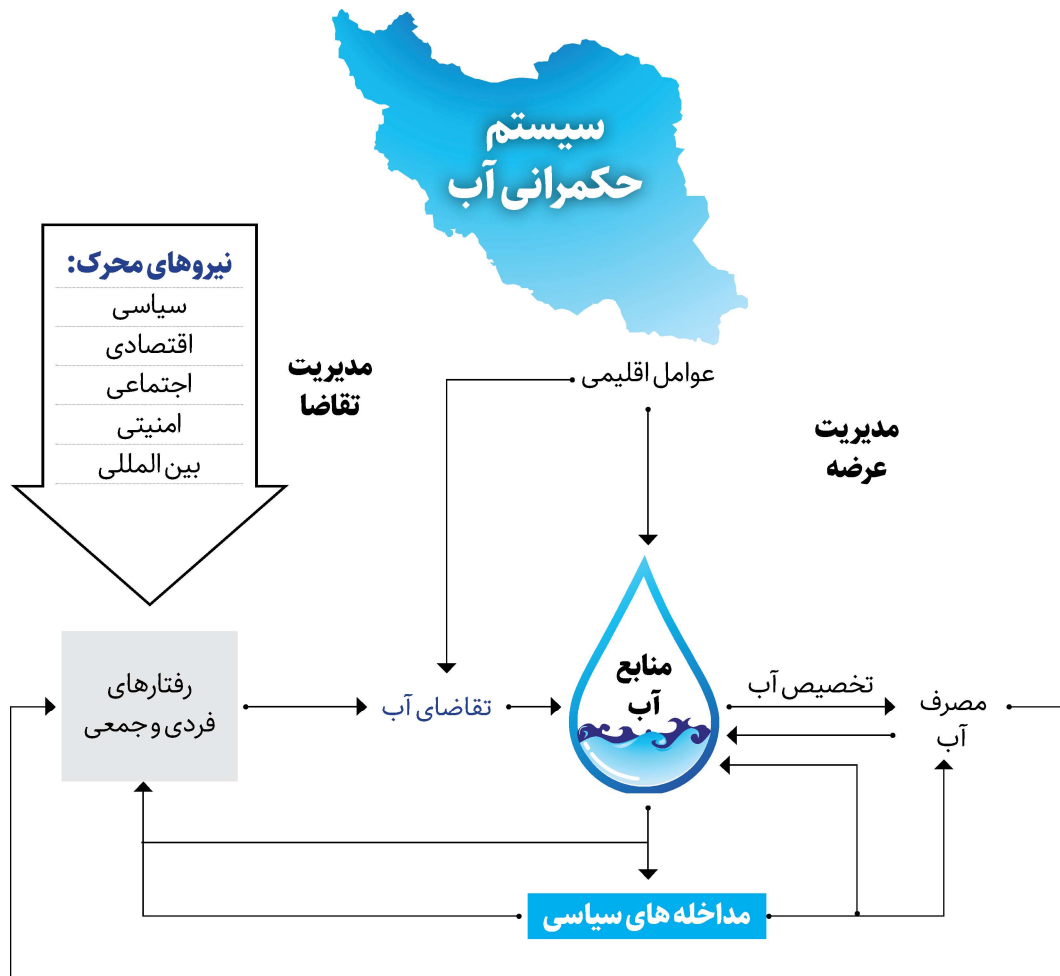 سیستم
حکمرانی آب
نیروهای محرک:
سیاسی
اقتصادی
اجتماعی
امنیتی
بین المللی
مدیریت
تقاضا
عوامل اقلیمی
مدیریت
عرضه
رفتارهای
فردی و جمعی
تقاضای آب
منابع
آب
تخصیص آب
مصرف
آب
مداخله های سیاسی